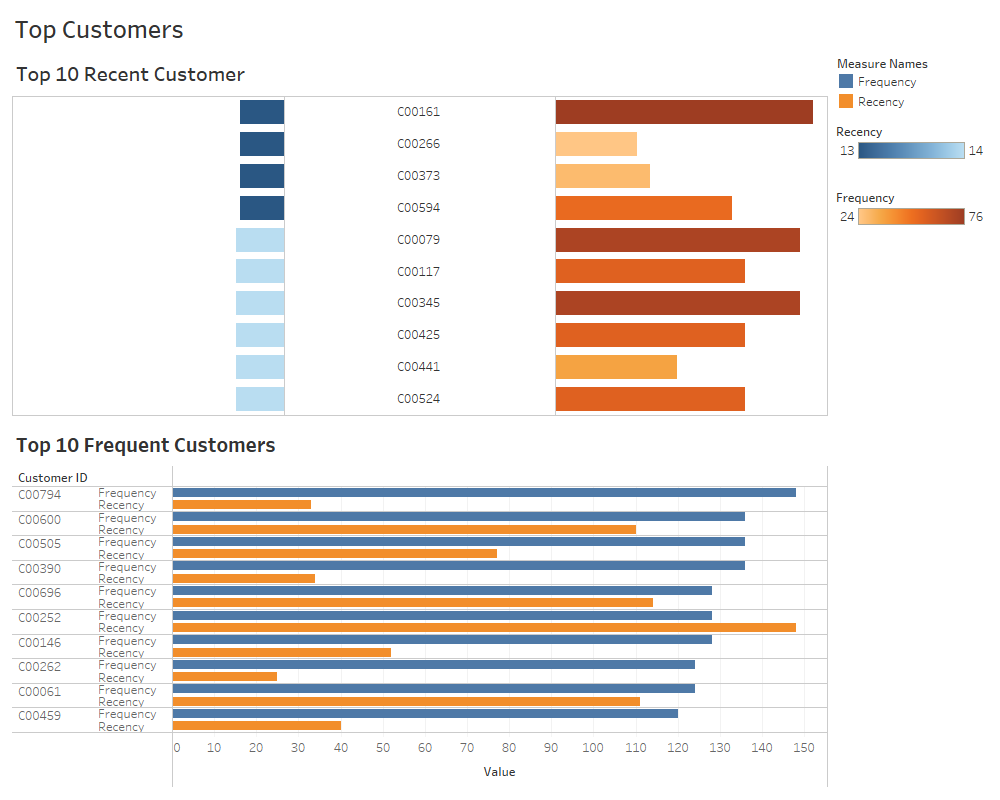 Top Customers
Top 10 Recent Customer
Measure Names
Frequency
Recency
Recency
13 14
Frequency
24 76
C00161
C00266
C00373
C00594
C00079
C00117
C00345
C00425
C00441
C00524
Top 10 Frequent Customers
Customer ID
C00794 Frequency
Recency
C00600 Frequency
Recency
C00505 Frequency
Recency
C00390 Frequency
Recency
C00696 Frequency
Recency
C00252 Frequency
Recency
C00146 Frequency
Recency
C00262 Frequency
Recency
C00061 Frequency
Recency
C00459 Frequency
Recency
0 10 20 30 40 50 60 70 80 90 100 110 120 130 140 150
Value